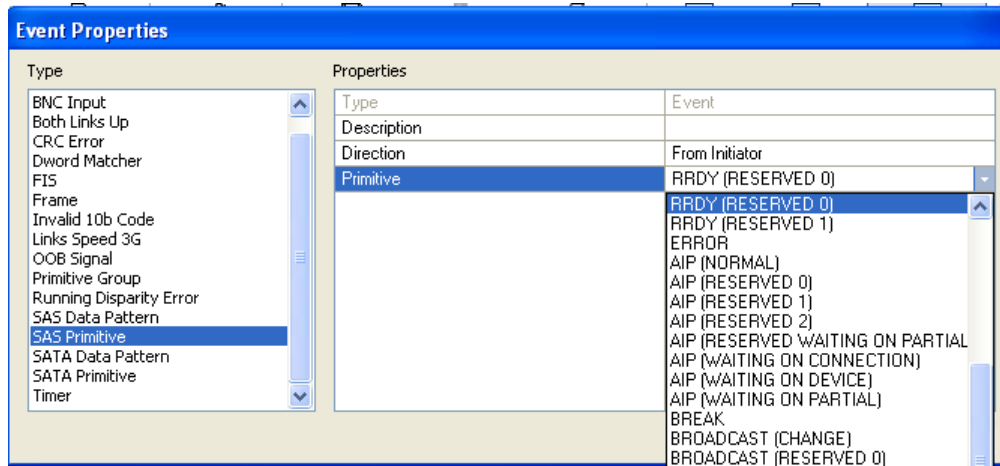 Event Properties
Type
Properties
BNC Input
Both Links Up
CRC Error
Dword Matcher
FIS
Frame
Invalid 10b Code
Links Speed 3G
OOB Signal
Primitive Group
Running Disparity Error
SAS Data Pattern
SAS Primitive
SATA Data Pattern
SATA Primitive
Timer
Type Event
Description
Direction From Initiator
Primitive RRDY (RESERVED 0)
RRDY (RESERVED 0)
RRDY (RESERVED 1)
ERROR
AIP (NORMAL)
AIP (RESERVED 0)
AIP (RESERVED 1)
AIP (RESERVED 2)
AIP (RESERVED WAITING ON PARTIAL
AIP (WAITING ON CONNECTION)
AIP (WAITING ON DEVICE)
AIP (WAITING ON PARTIAL)
BREAK
BROADCAST (CHANGE)
BROADCAST (RESERVED 0)